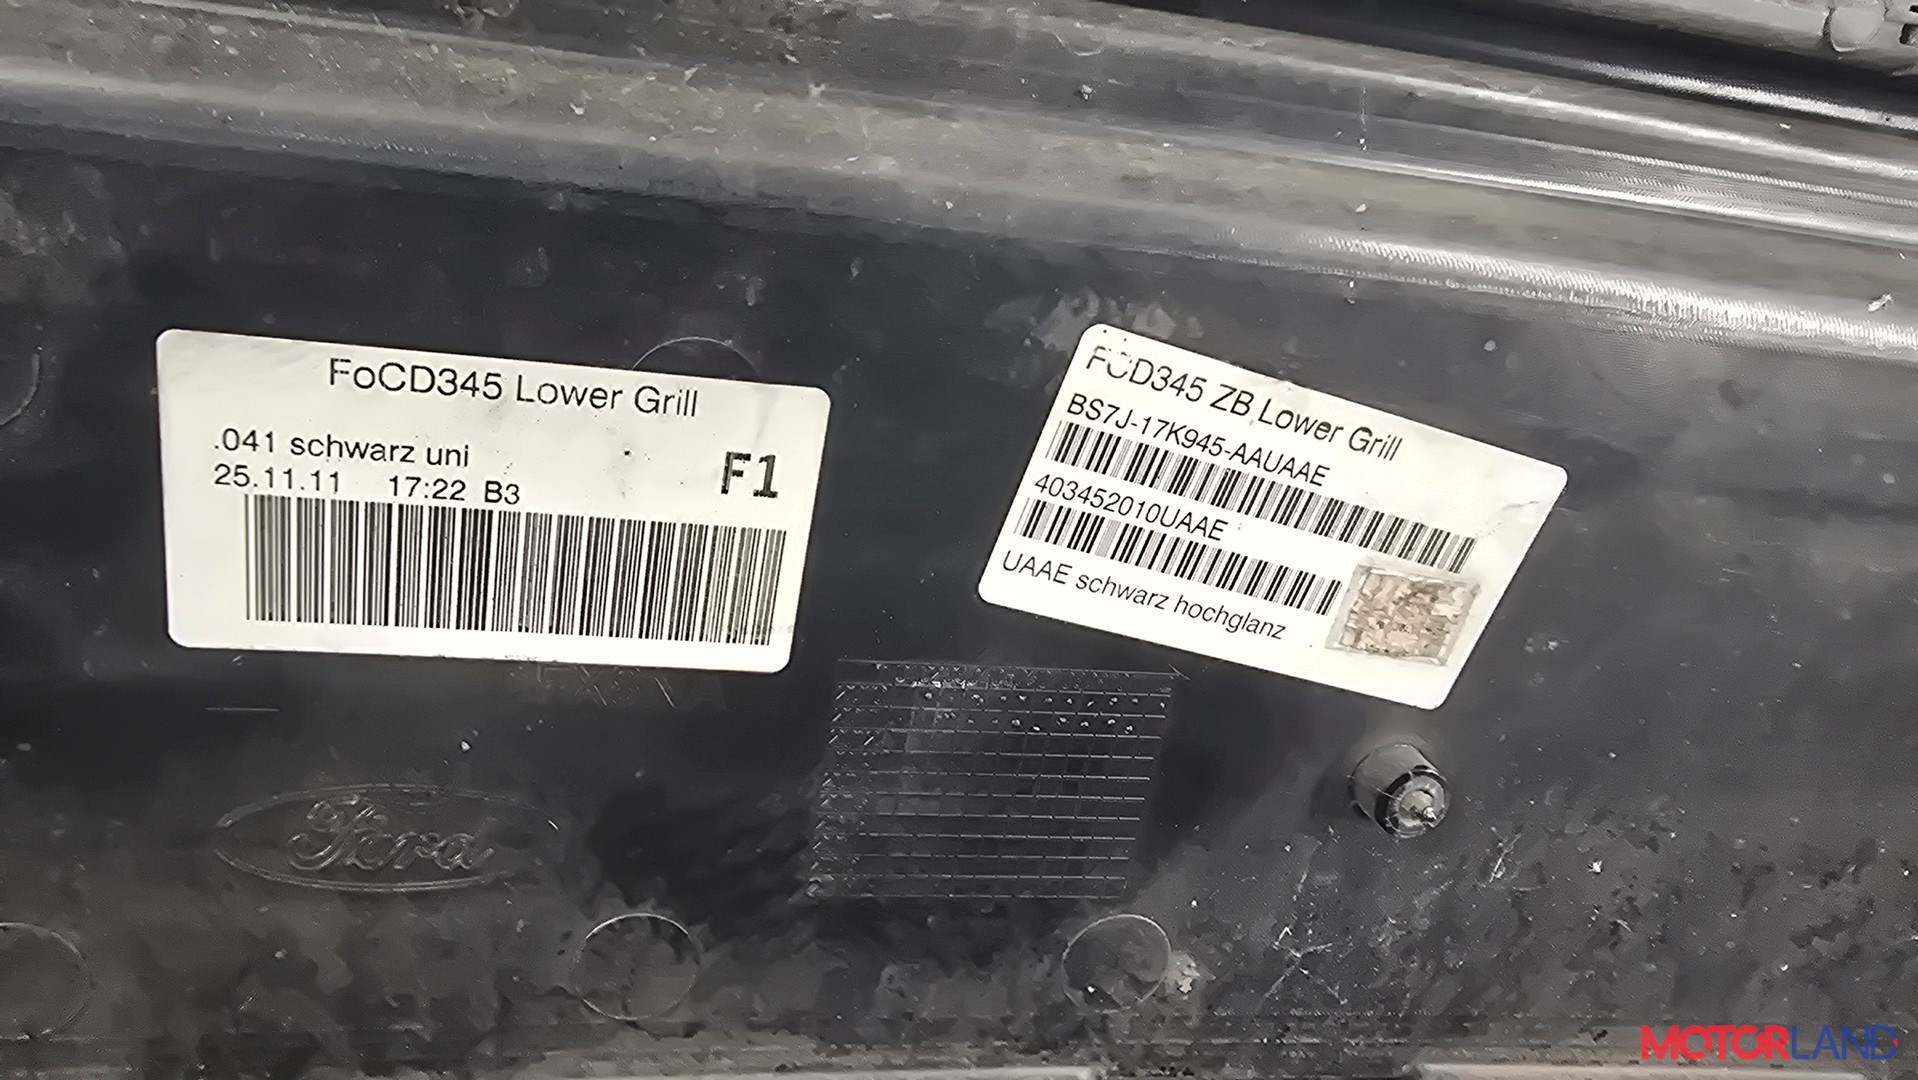 FoCD345 Lower Grill
.041 schwarz uni
25.11.11 17:22 B3
F1
FCD345 ZB Lower Grill
BS7J-17K945-AAUAAE
403452010UAAE
UAAE schwarz hochglanz
Ford
MOTORLAND